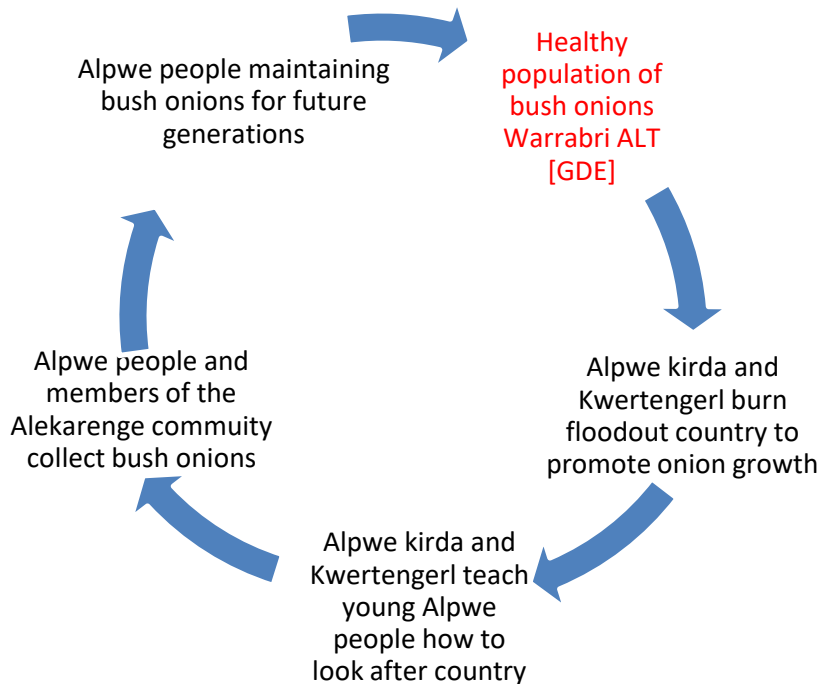 Alpwe people maintaining
bush onions for future
generations
Healthy
population of
bush onions
Warrabri ALT
[GDE]
Alpwe kirda and
Kwertengerl burn
floodout country to
promote onion growth
Alpwe kirda and
Kwertengerl teach
young Alpwe
people how to
look after country
Alpwe people and
members of the
Alekarenge commuity
collect bush onions